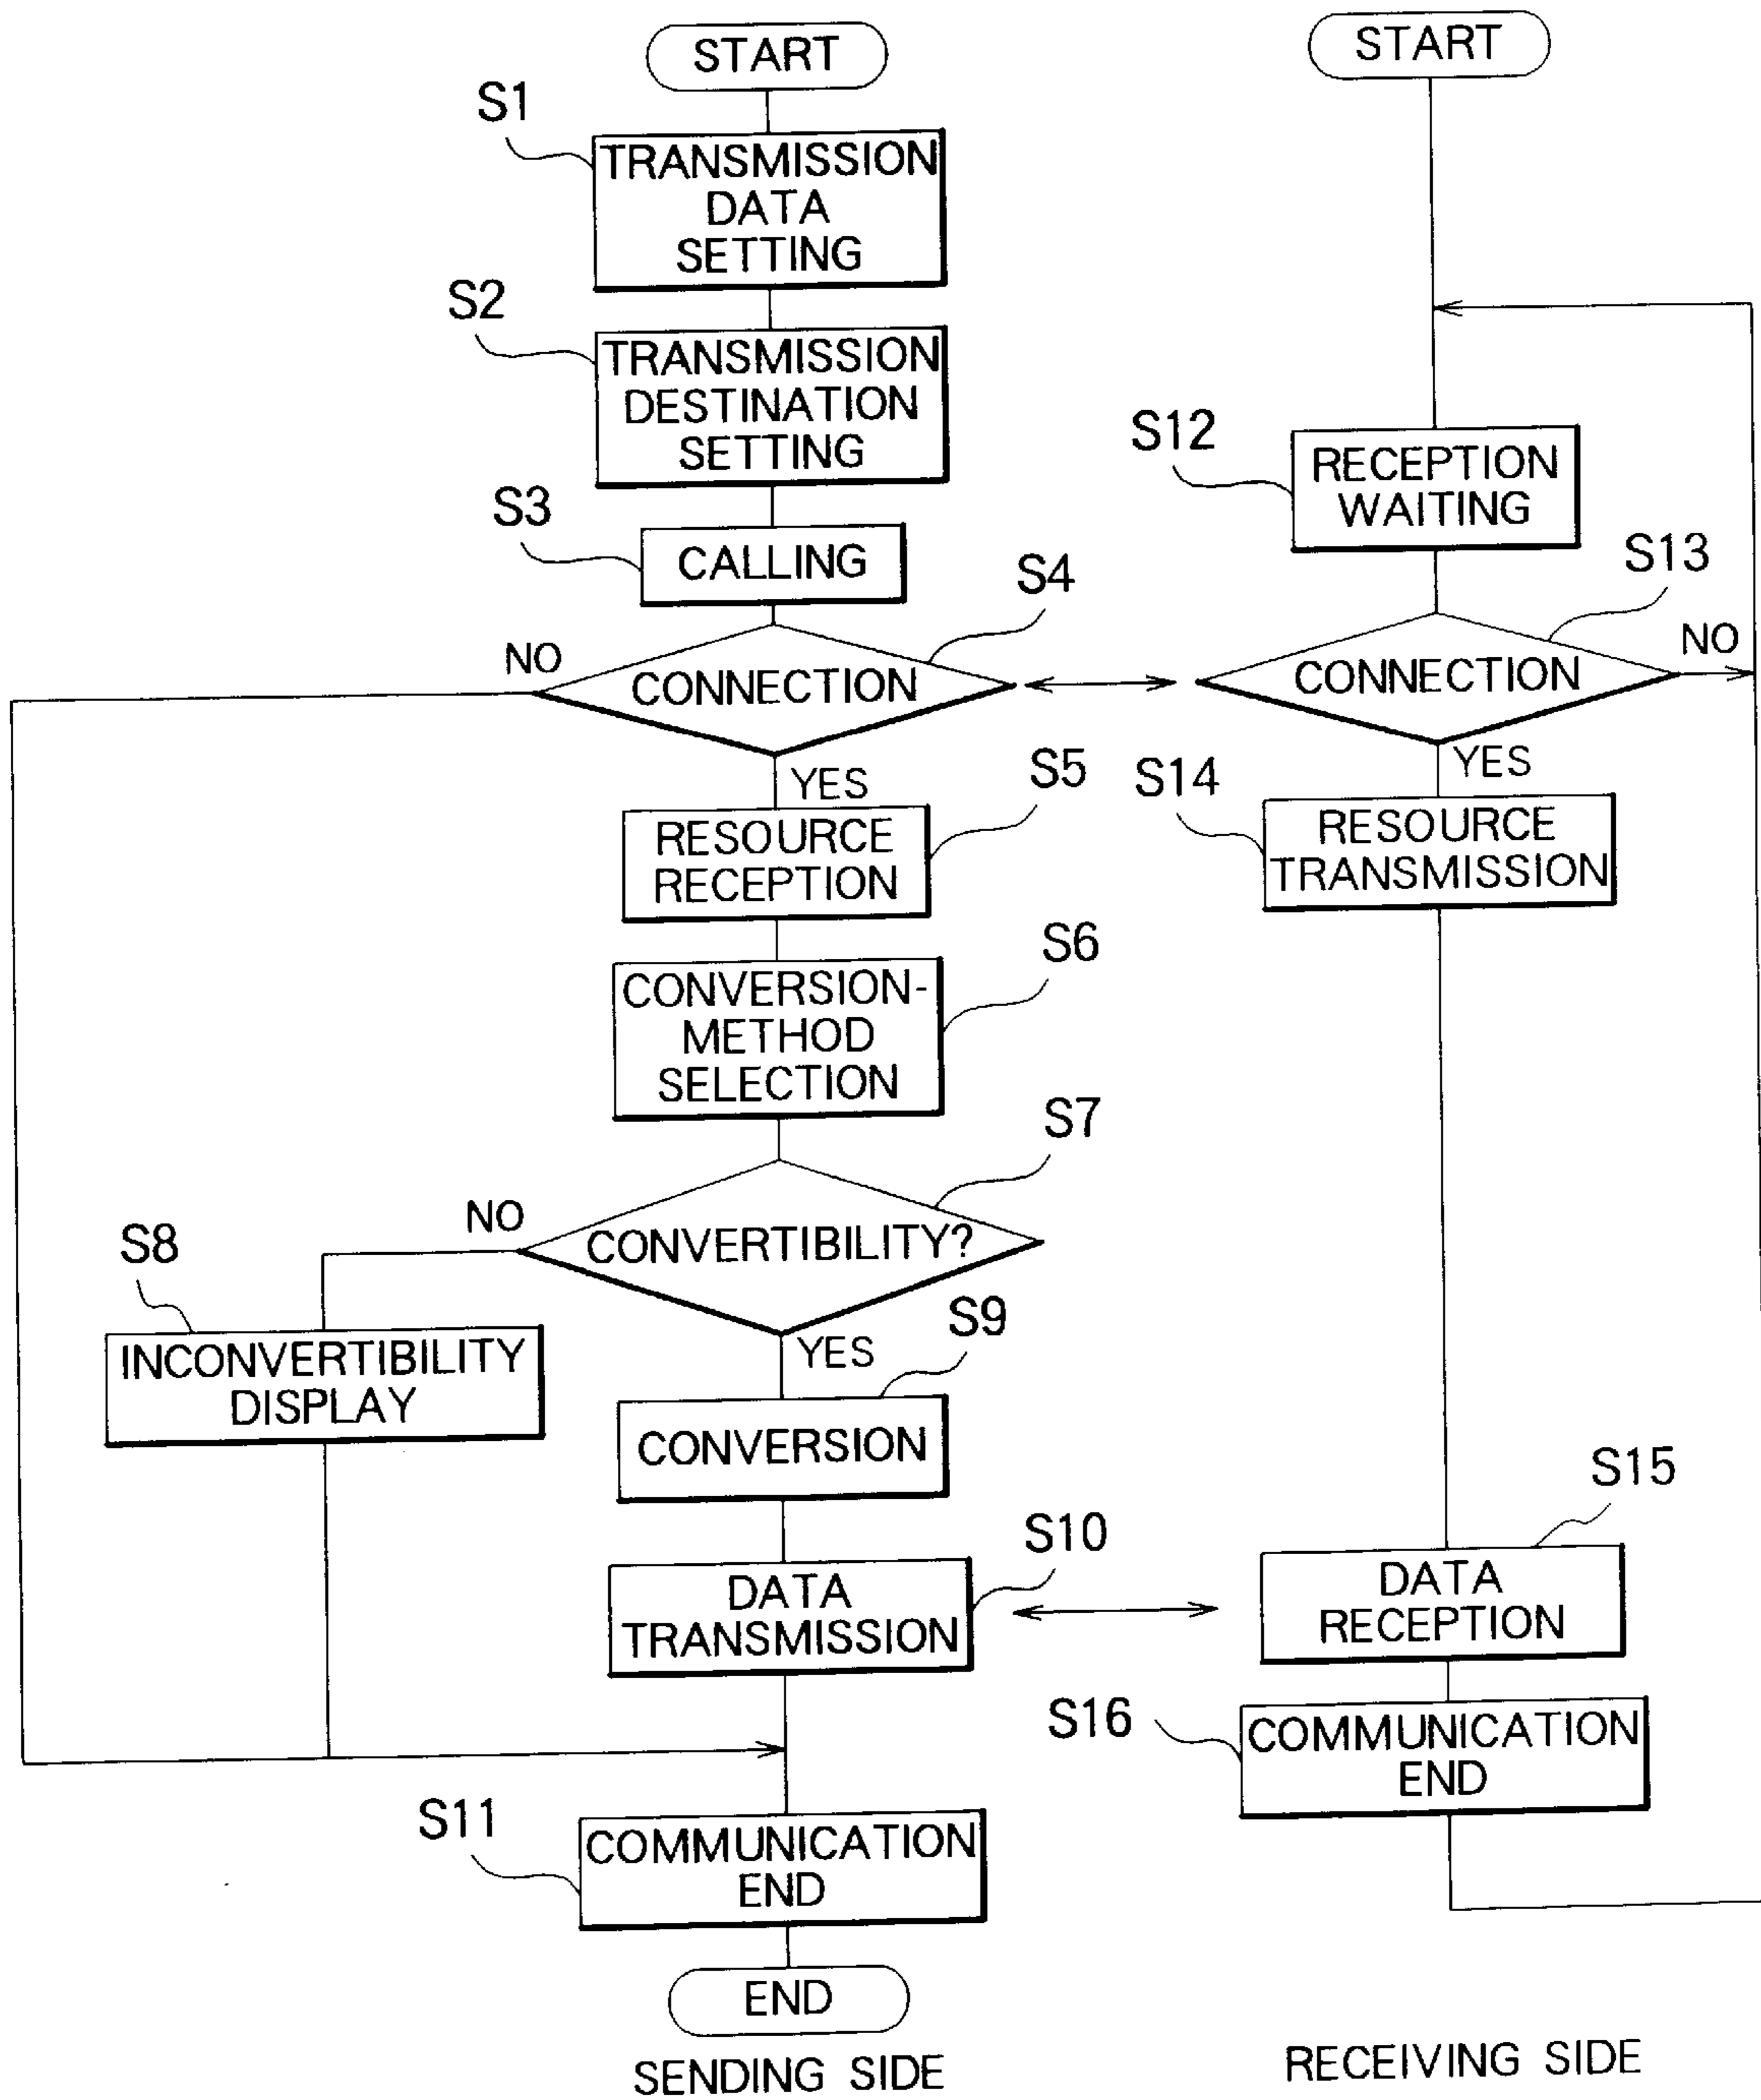 START
S1
TRANSMISSION
DATA
SETTING
S2
TRANSMISSION
DESTINATION
SETTING
S3
CALLING
S4
NO
CONNECTION
YES
S5
RESOURCE
RECEPTION
S6
CONVERSION-
METHOD
SELECTION
S7
NO
CONVERTIBILITY?
S8
INCONVERTIBILITY
DISPLAY
YES
S9
CONVERSION
S10
DATA
TRANSMISSION
S11
COMMUNICATION
END
END
SENDING SIDE
START
S12
RECEPTION
WAITING
S13
NO
CONNECTION
YES
S14
RESOURCE
TRANSMISSION
S15
DATA
RECEPTION
S16
COMMUNICATION
END
RECEIVING SIDE